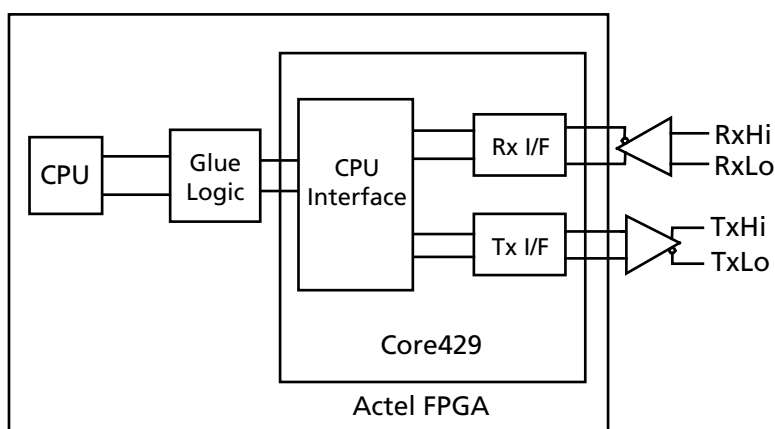 CPU
Glue
Logic
CPU
Interface
Rx I/F
Tx I/F
RxHi
RxLo
TxHi
TxLo
Core429
Actel FPGA